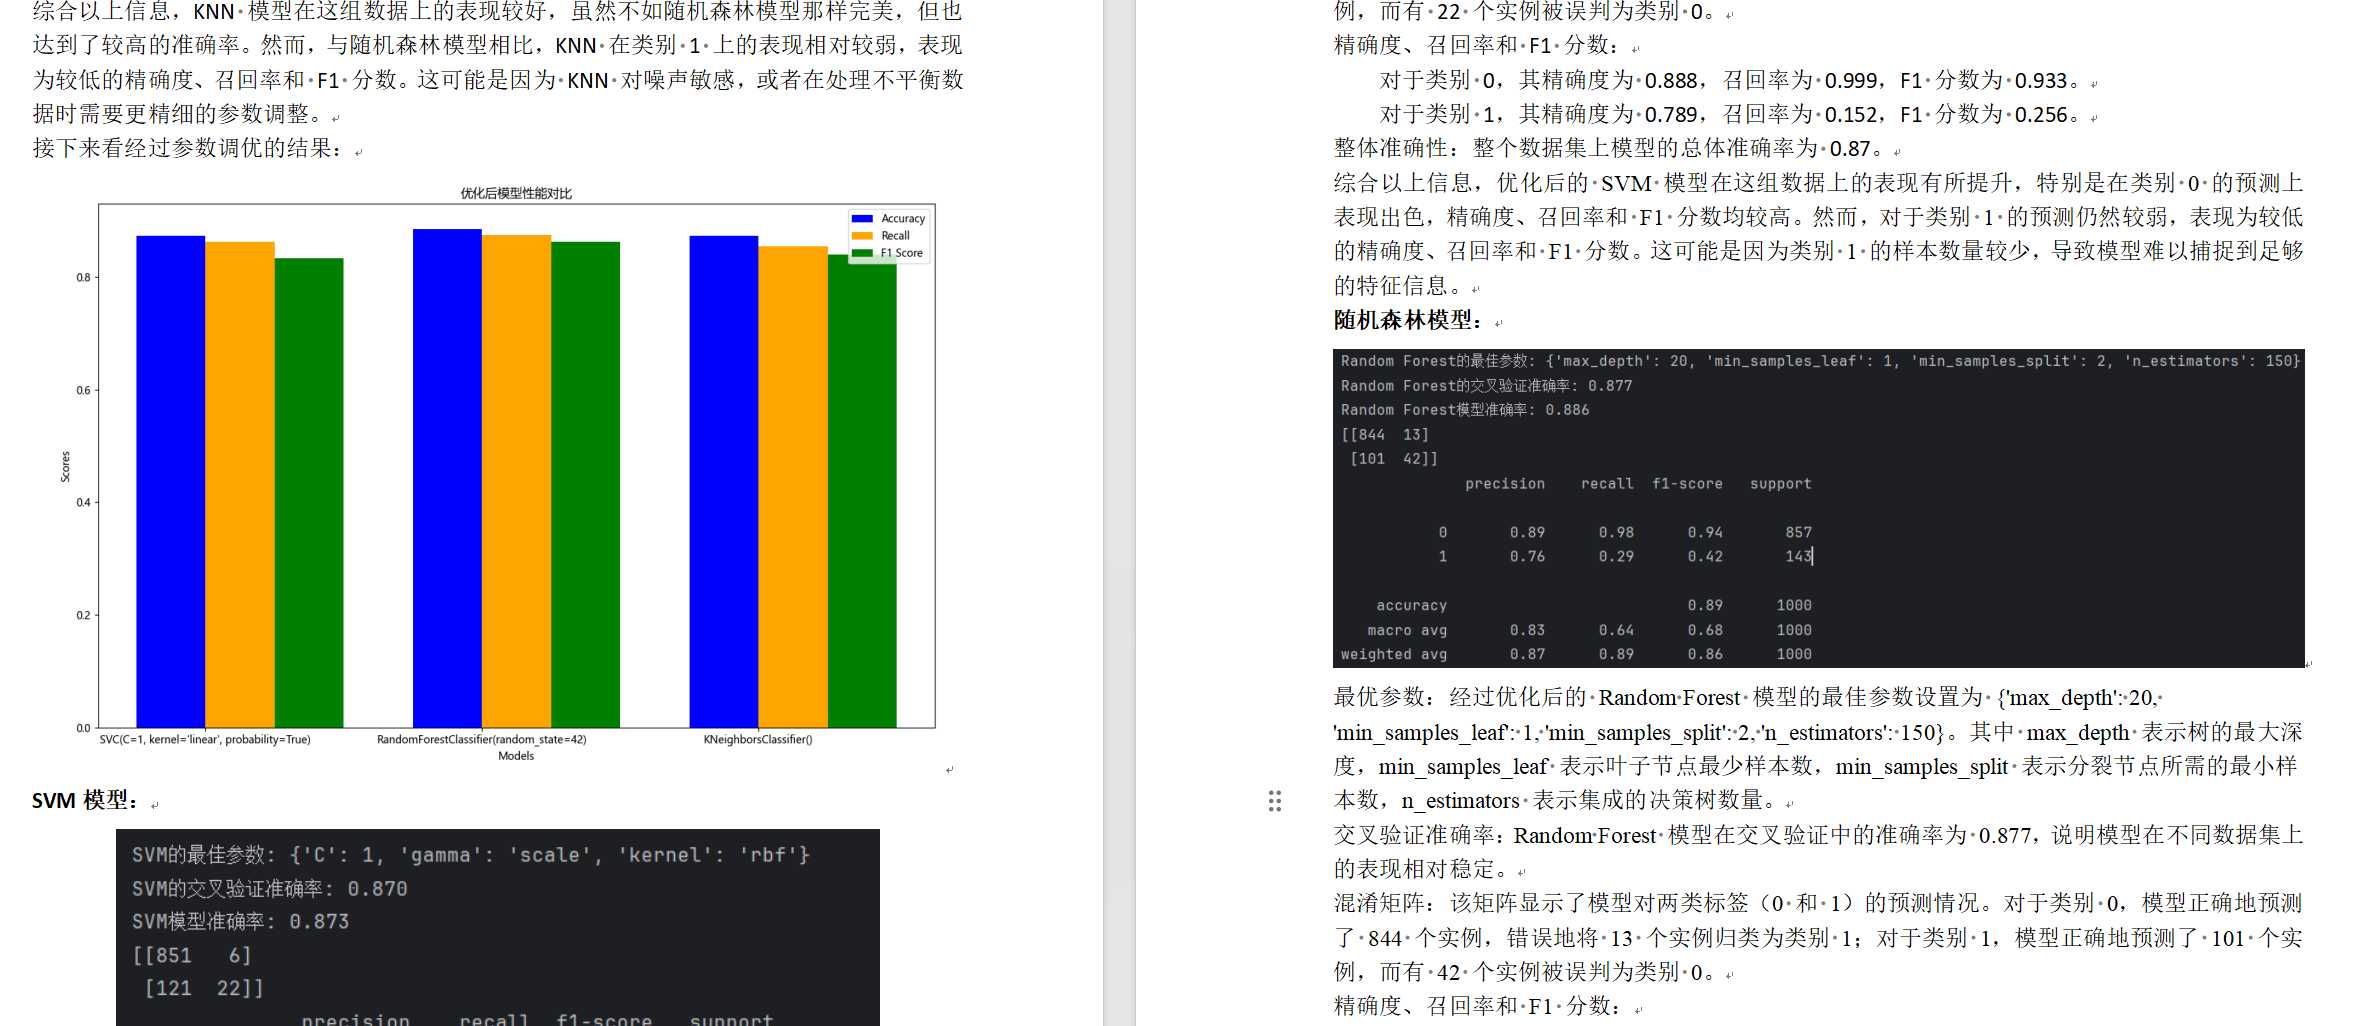 综合以上信息，KNN 模型在这组数据上的表现较好，虽然不如随机森林模型那样完美，但也
达到了较高的准确率。然而，与随机森林模型相比，KNN 在类别 1 上的表现相对较弱，表现
为较低的精确度、召回率和 F1 分数。这可能是因为 KNN 对噪声敏感，或者在处理不平衡数
据时需要更精细的参数调整。
接下来看经过参数调优的结果：
优化后模型性能对比
Accuracy
Recall
F1 Score
0.8
0.6
0.4
0.2
0.0
Scores
SVC(C=1, kernel='linear', probability=True)
RandomForestClassifier(random_state=42)
KNeighborsClassifier()
Models
SVM 模型：
SVM的最佳参数: {'C': 1, 'gamma': 'scale', 'kernel': 'rbf'}
SVM的交叉验证准确率: 0.870
SVM模型准确率: 0.873
[[851 6]
[121 22]]
precision recall f1-score support
例，而有 22 个实例被误判为类别 0。
精确度、召回率和 F1 分数：
对于类别 0，其精确度为 0.888，召回率为 0.999，F1 分数为 0.933。
对于类别 1，其精确度为 0.789，召回率为 0.152，F1 分数为 0.256。
整体准确性：整个数据集上模型的总体准确率为 0.87。
综合以上信息，优化后的 SVM 模型在这组数据上的表现有所提升，特别是在类别 0 的预测上
表现出色，精确度、召回率和 F1 分数均较高。然而，对于类别 1 的预测仍然较弱，表现为较低
的精确度、召回率和 F1 分数。这可能是因为类别 1 的样本数量较少，导致模型难以捕捉到足够
的特征信息。
随机森林模型：
Random Forest的最佳参数: {'max_depth': 20, 'min_samples_leaf': 1, 'min_samples_split': 2, 'n_estimators': 150}
Random Forest的交叉验证准确率: 0.877
Random Forest模型准确率: 0.886
[[844 13]
[101 42]]
precision recall f1-score support
0 0.89 0.98 0.94 857
1 0.76 0.29 0.42 143
accuracy 0.89 1000
macro avg 0.83 0.64 0.68 1000
weighted avg 0.87 0.89 0.86 1000
最优参数：经过优化后的 Random Forest 模型的最佳参数设置为 {'max_depth': 20,
'min_samples_leaf': 1, 'min_samples_split': 2, 'n_estimators': 150}。其中 max_depth 表示树的最大深
度，min_samples_leaf 表示叶子节点最少样本数，min_samples_split 表示分裂节点所需的最小样
本数，n_estimators 表示集成的决策树数量。
交叉验证准确率：Random Forest 模型在交叉验证中的准确率为 0.877，说明模型在不同数据集上
的表现相对稳定。
混淆矩阵：该矩阵显示了模型对两类标签（0 和 1）的预测情况。对于类别 0，模型正确地预测
了 844 个实例，错误地将 13 个实例归类为类别 1；对于类别 1，模型正确地预测了 101 个实
例，而有 42 个实例被误判为类别 0。
精确度、召回率和 F1 分数：